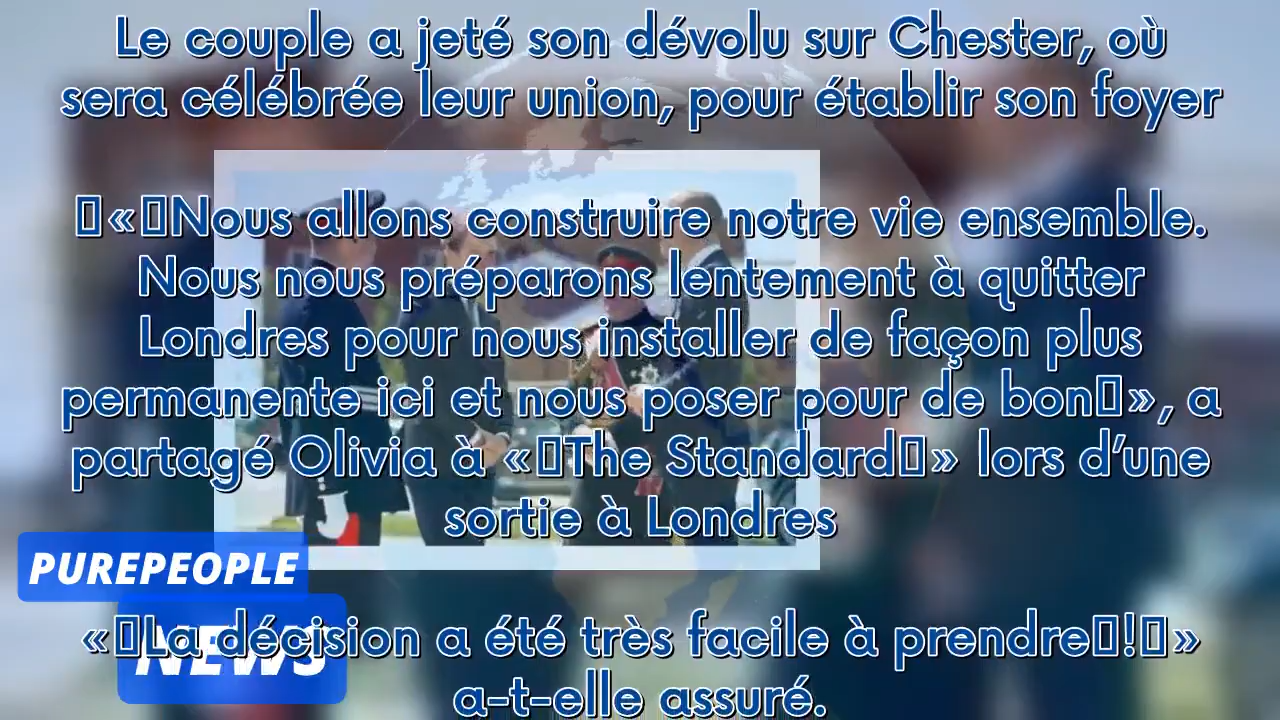 Le couple a jeté son dévolu sur Chester, où
sera célébrée leur union, pour établir son foyer
▯«▯Nous allons construire notre vie ensemble.
Nous nous préparons lentement à quitter
Londres pour nous installer de façon plus
permanente ici et nous poser pour de bon▯», a
partagé Olivia à «▯The Standard▯» lors d’une
sortie à Londres
PUREPEOPLE
NEWS
«▯La décision a été très facile à prendre▯!▯»
a-t-elle assuré.